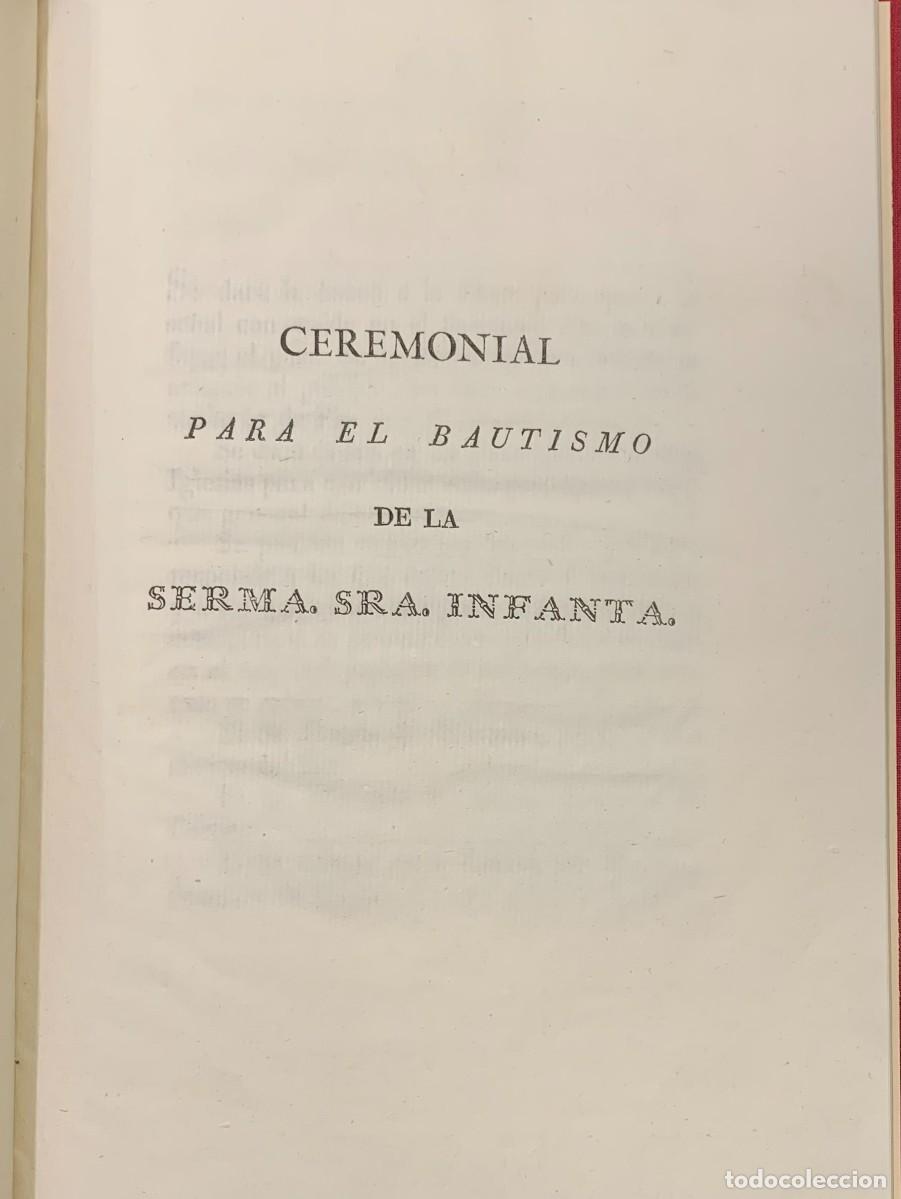 CEREMONIAL
PARA EL BAUTISMO
DE LA
SERMA. SRA. INFANTA.
todocoleccion